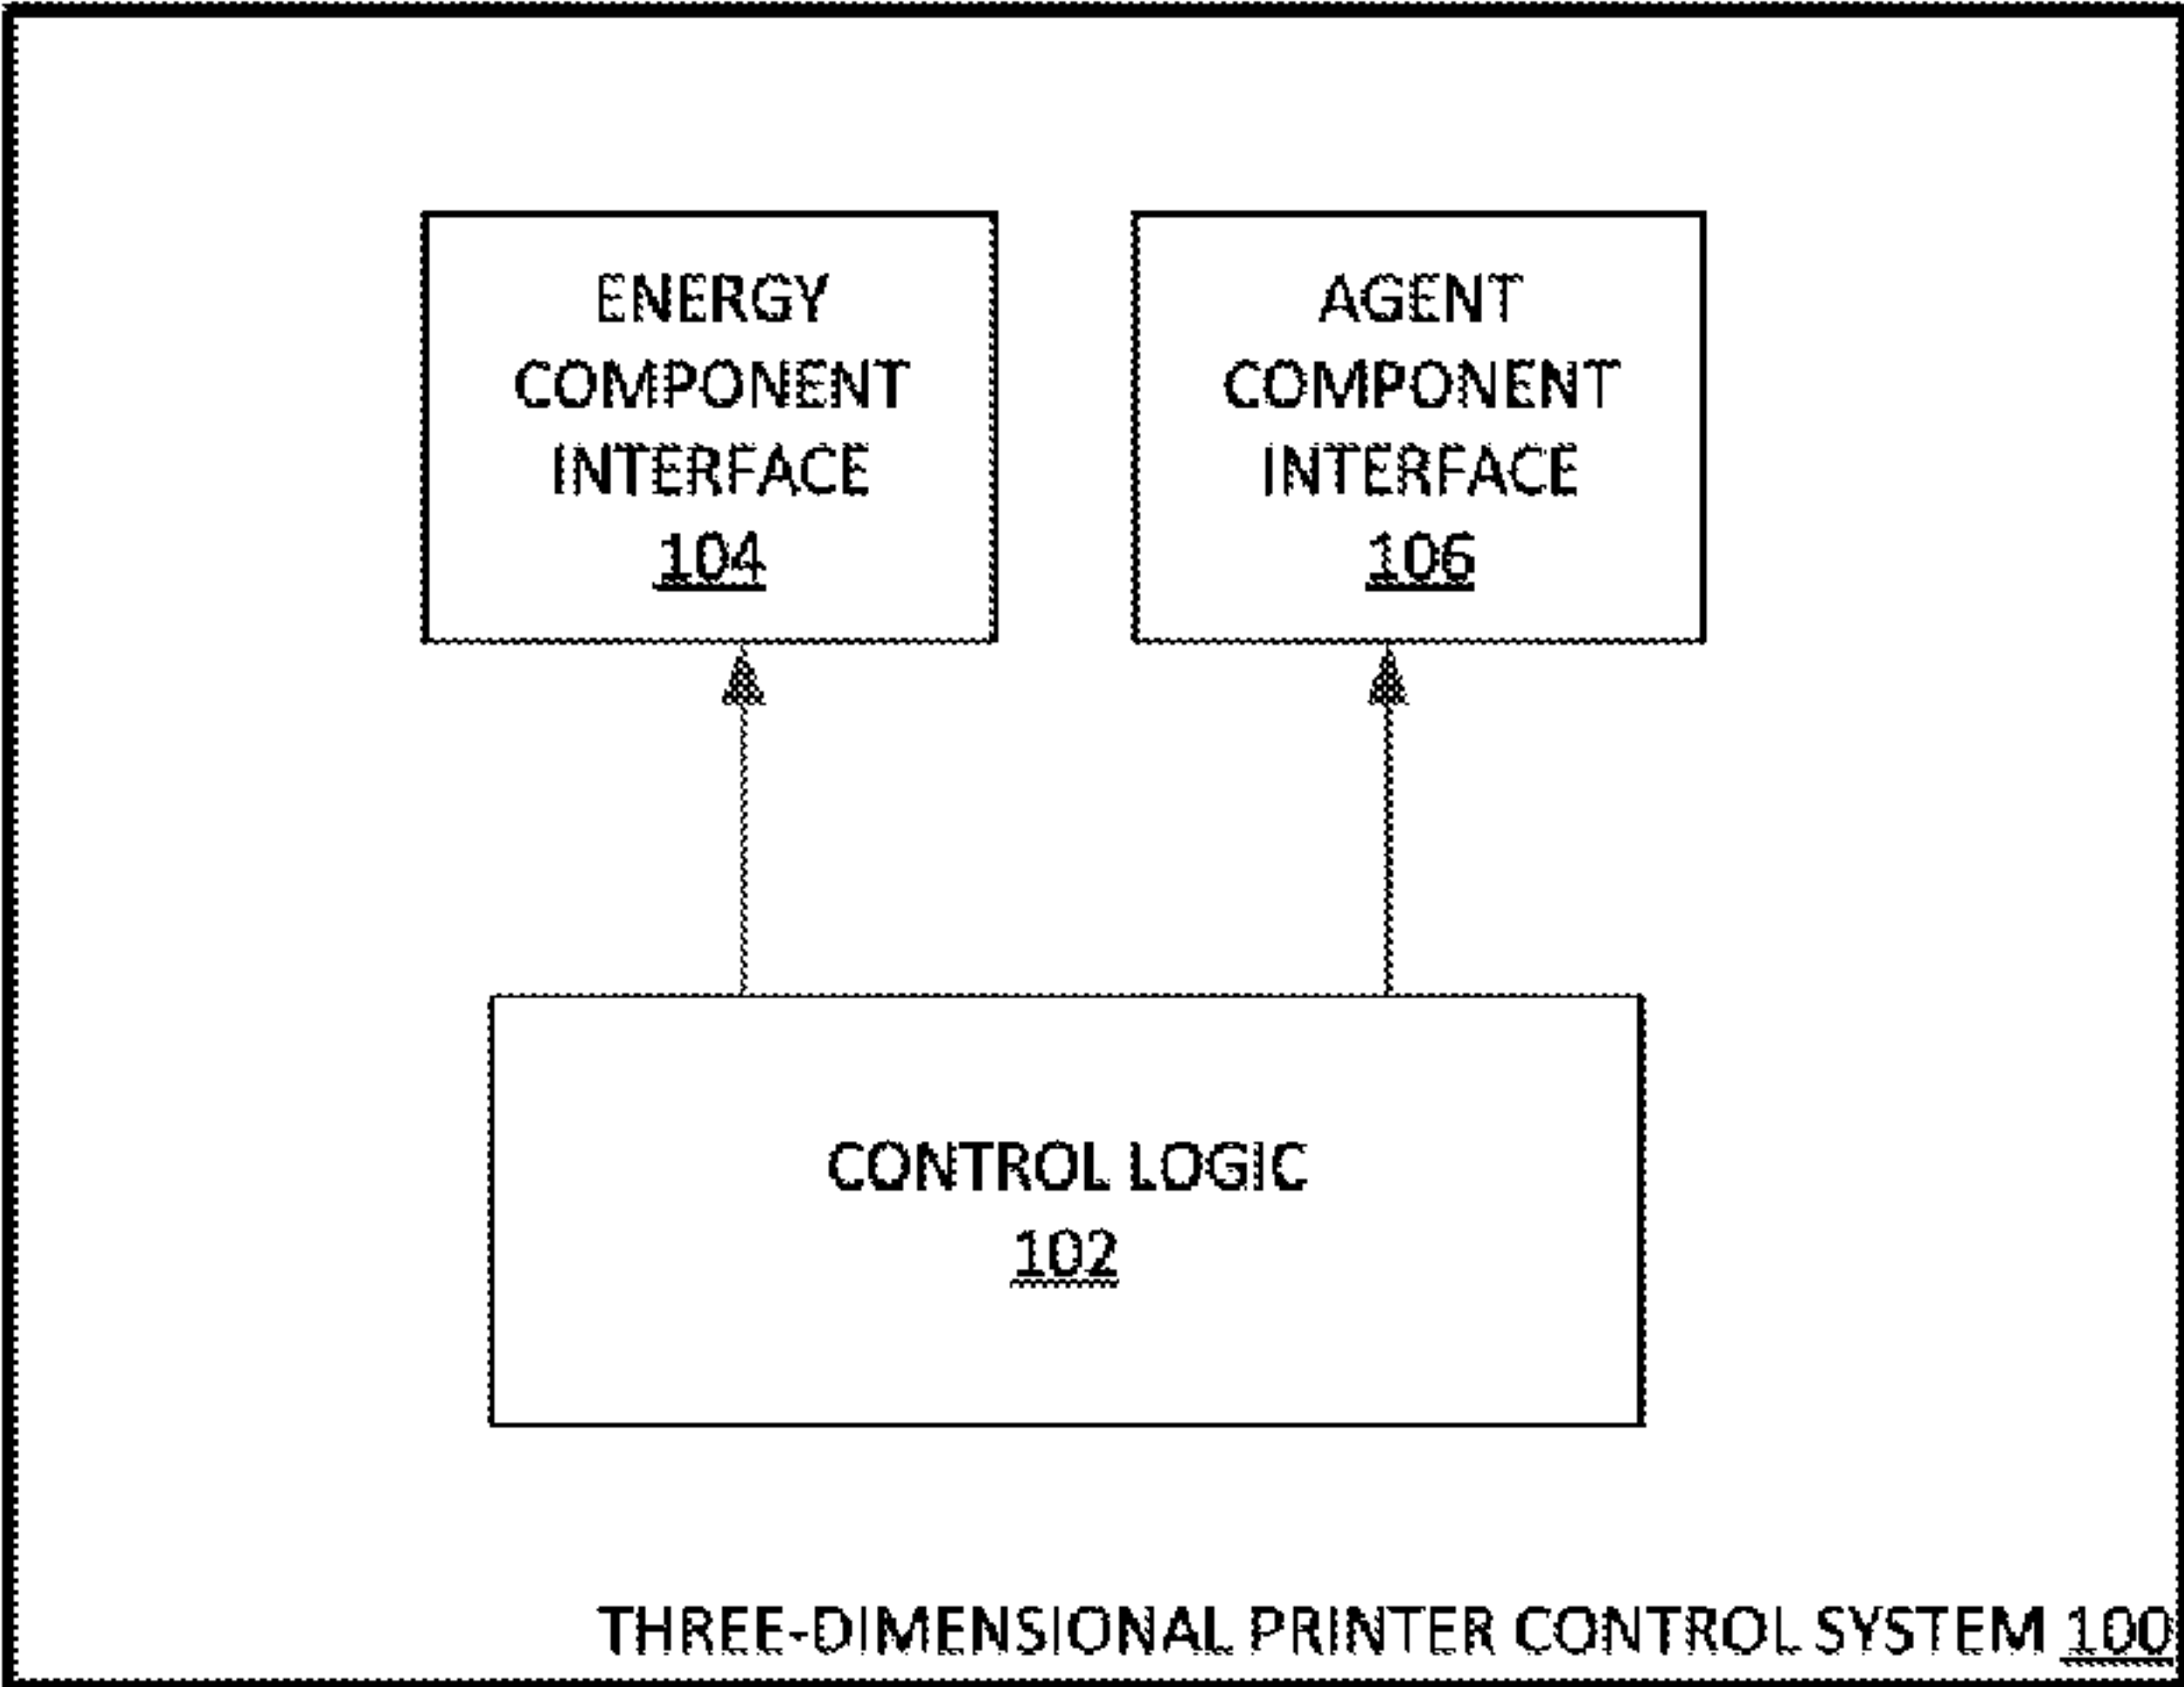 ENERGY
COMPONENT
INTERFACE
104
AGENT
COMPONENT
INTERFACE
106
CONTROL LOGIC
102
THREE-DIMENSIONAL PRINTER CONTROL SYSTEM 100